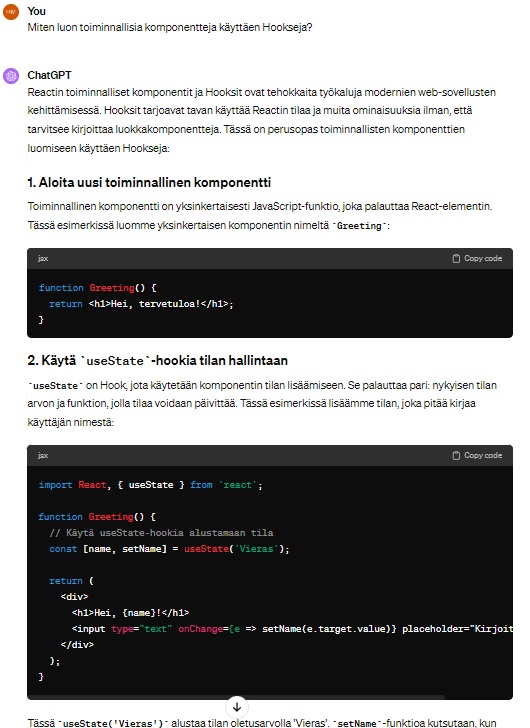 HM
You
Miten luon toiminnallisia komponentteja käyttäen Hookseja?
ChatGPT
Reactin toiminnalliset komponentit ja Hooksit ovat tehokkaita työkaluja modernien web-sovellusten
kehittämisessä. Hooksit tarjoavat tavan käyttää Reactin tilaa ja muita ominaisuuksia ilman, että
tarvitsee kirjoittaa luokkakomponentteja. Tässä on perusopas toiminnallisten komponenttien
luomiseen käyttäen Hookseja:
1. Aloita uusi toiminnallinen komponentti
Toiminnallinen komponentti on yksinkertaisesti JavaScript-funktio, joka palauttaa React-elementin.
Tässä esimerkissä luomme yksinkertaisen komponentin nimeltä `Greeting`:
jsx Copy code
function Greeting() {
  return <h1>Hei, tervetuloa!</h1>;
}
2. Käytä `useState`-hookia tilan hallintaan
`useState` on Hook, jota käytetään komponentin tilan lisäämiseen. Se palauttaa pari: nykyisen tilan
arvon ja funktion, jolla tilaa voidaan päivittää. Tässä esimerkissä lisäämme tilan, joka pitää kirjaa
käyttäjän nimestä:
jsx Copy code
import React, { useState } from 'react';
function Greeting() {
  // Käytä useState-hookia alustamaan tila
  const [name, setName] = useState('Vieras');
  return (
    <div>
      <h1>Hei, {name}!</h1>
      <input type="text" onChange={e => setName(e.target.value)} placeholder="Kirjoit
    </div>
  );
}
Tässä `useState('Vieras')` alustaa tilan oletusarvolla 'Vieras'. `setName`-funktioa kutsutaan, kun